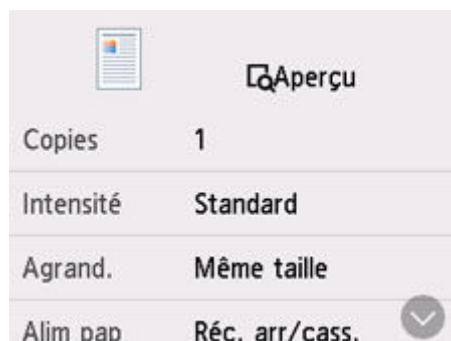 Aperçu
Copies 1
Intensité Standard
Agrand. Même taille
Alim pap Réc. arr/cass.